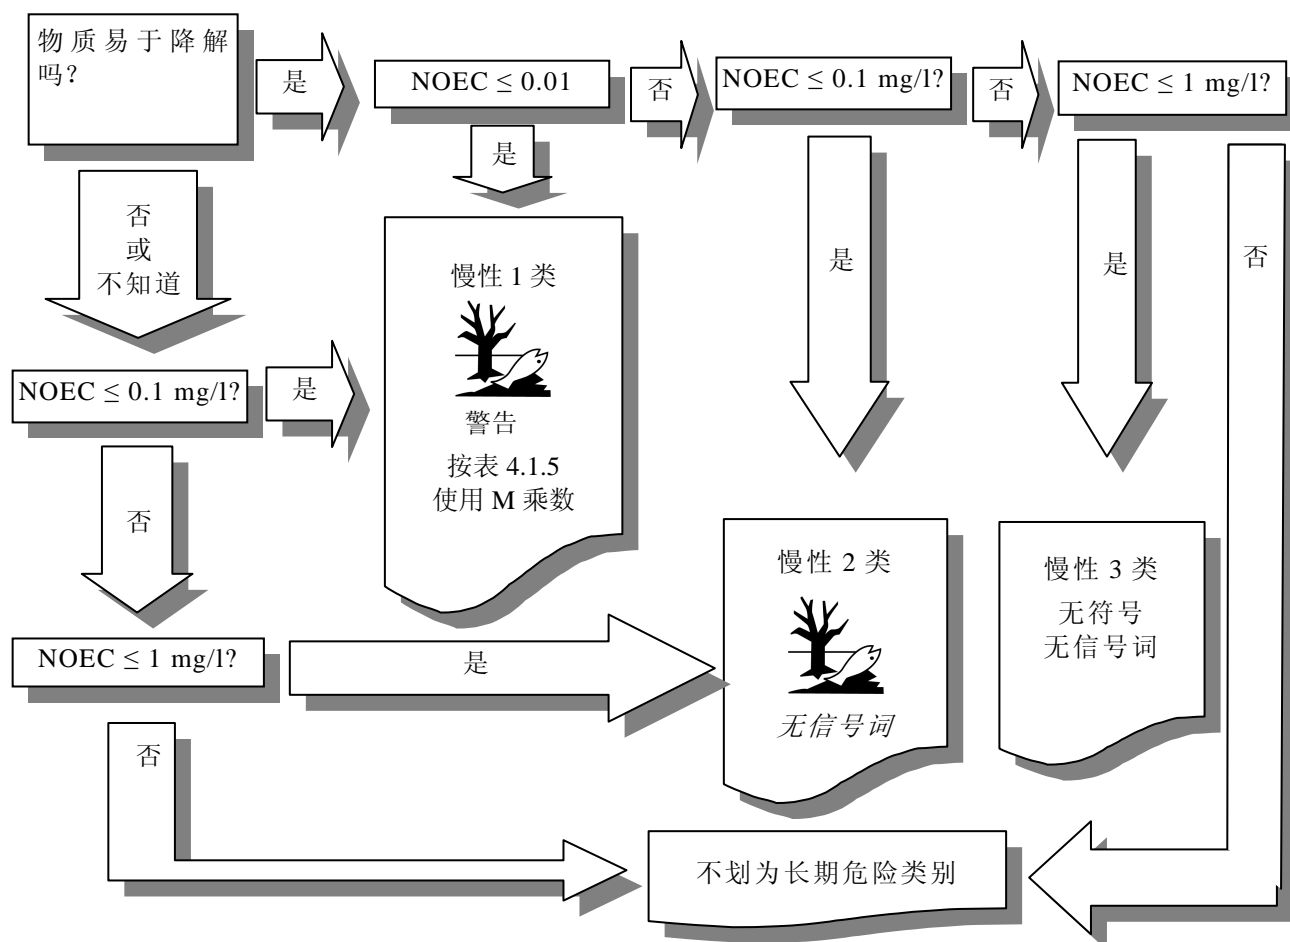 物质易于降解
吗?
是
NOEC ≤ 0.01
否
NOEC ≤ 0.1 mg/l?
否
NOEC ≤ 1 mg/l?
是
否
或
不知道
慢性 1 类
是
是
否
NOEC ≤ 0.1 mg/l?
是
警告
按表 4.1.5
使用 M 乘数
否
慢性 2 类
无信号词
慢性 3 类
无符号
无信号词
NOEC ≤ 1 mg/l?
是
否
不划为长期危险类别